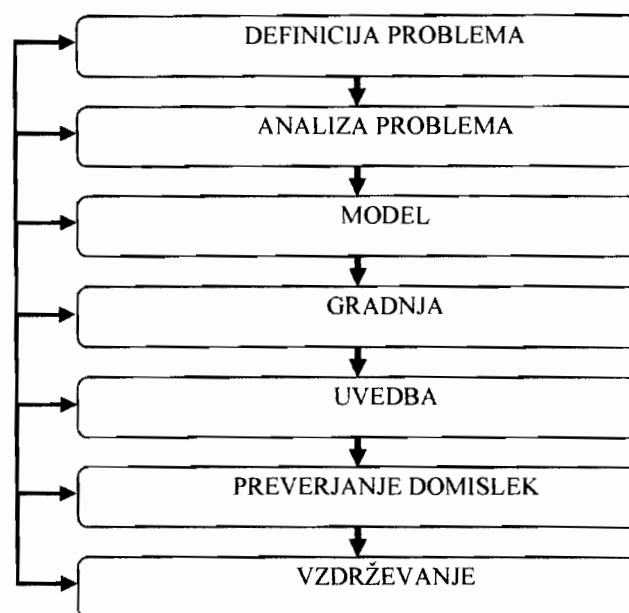 DEFINICIJA PROBLEMA
ANALIZA PROBLEMA
MODEL
GRADNJA
UVEDBA
PREVERJANJE DOMISLEK
VZDRŽEVANJE